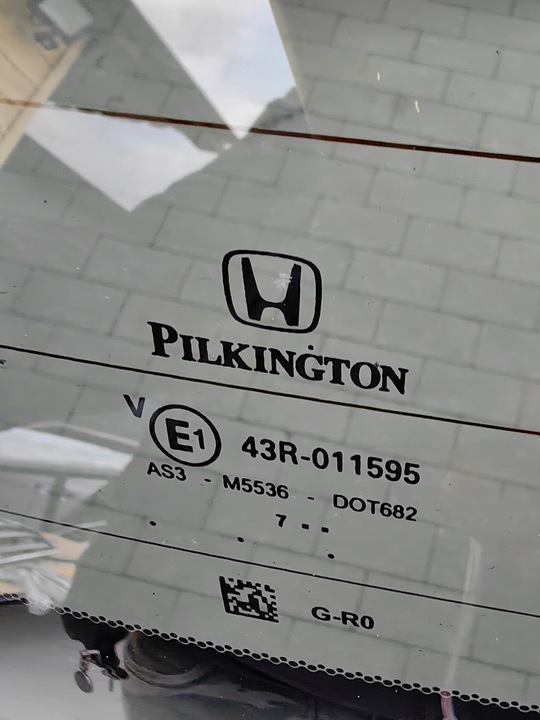 PILKINGTON
V E1 43R-011595
AS3 - M5536 - DOT682
7 . .
G-R0